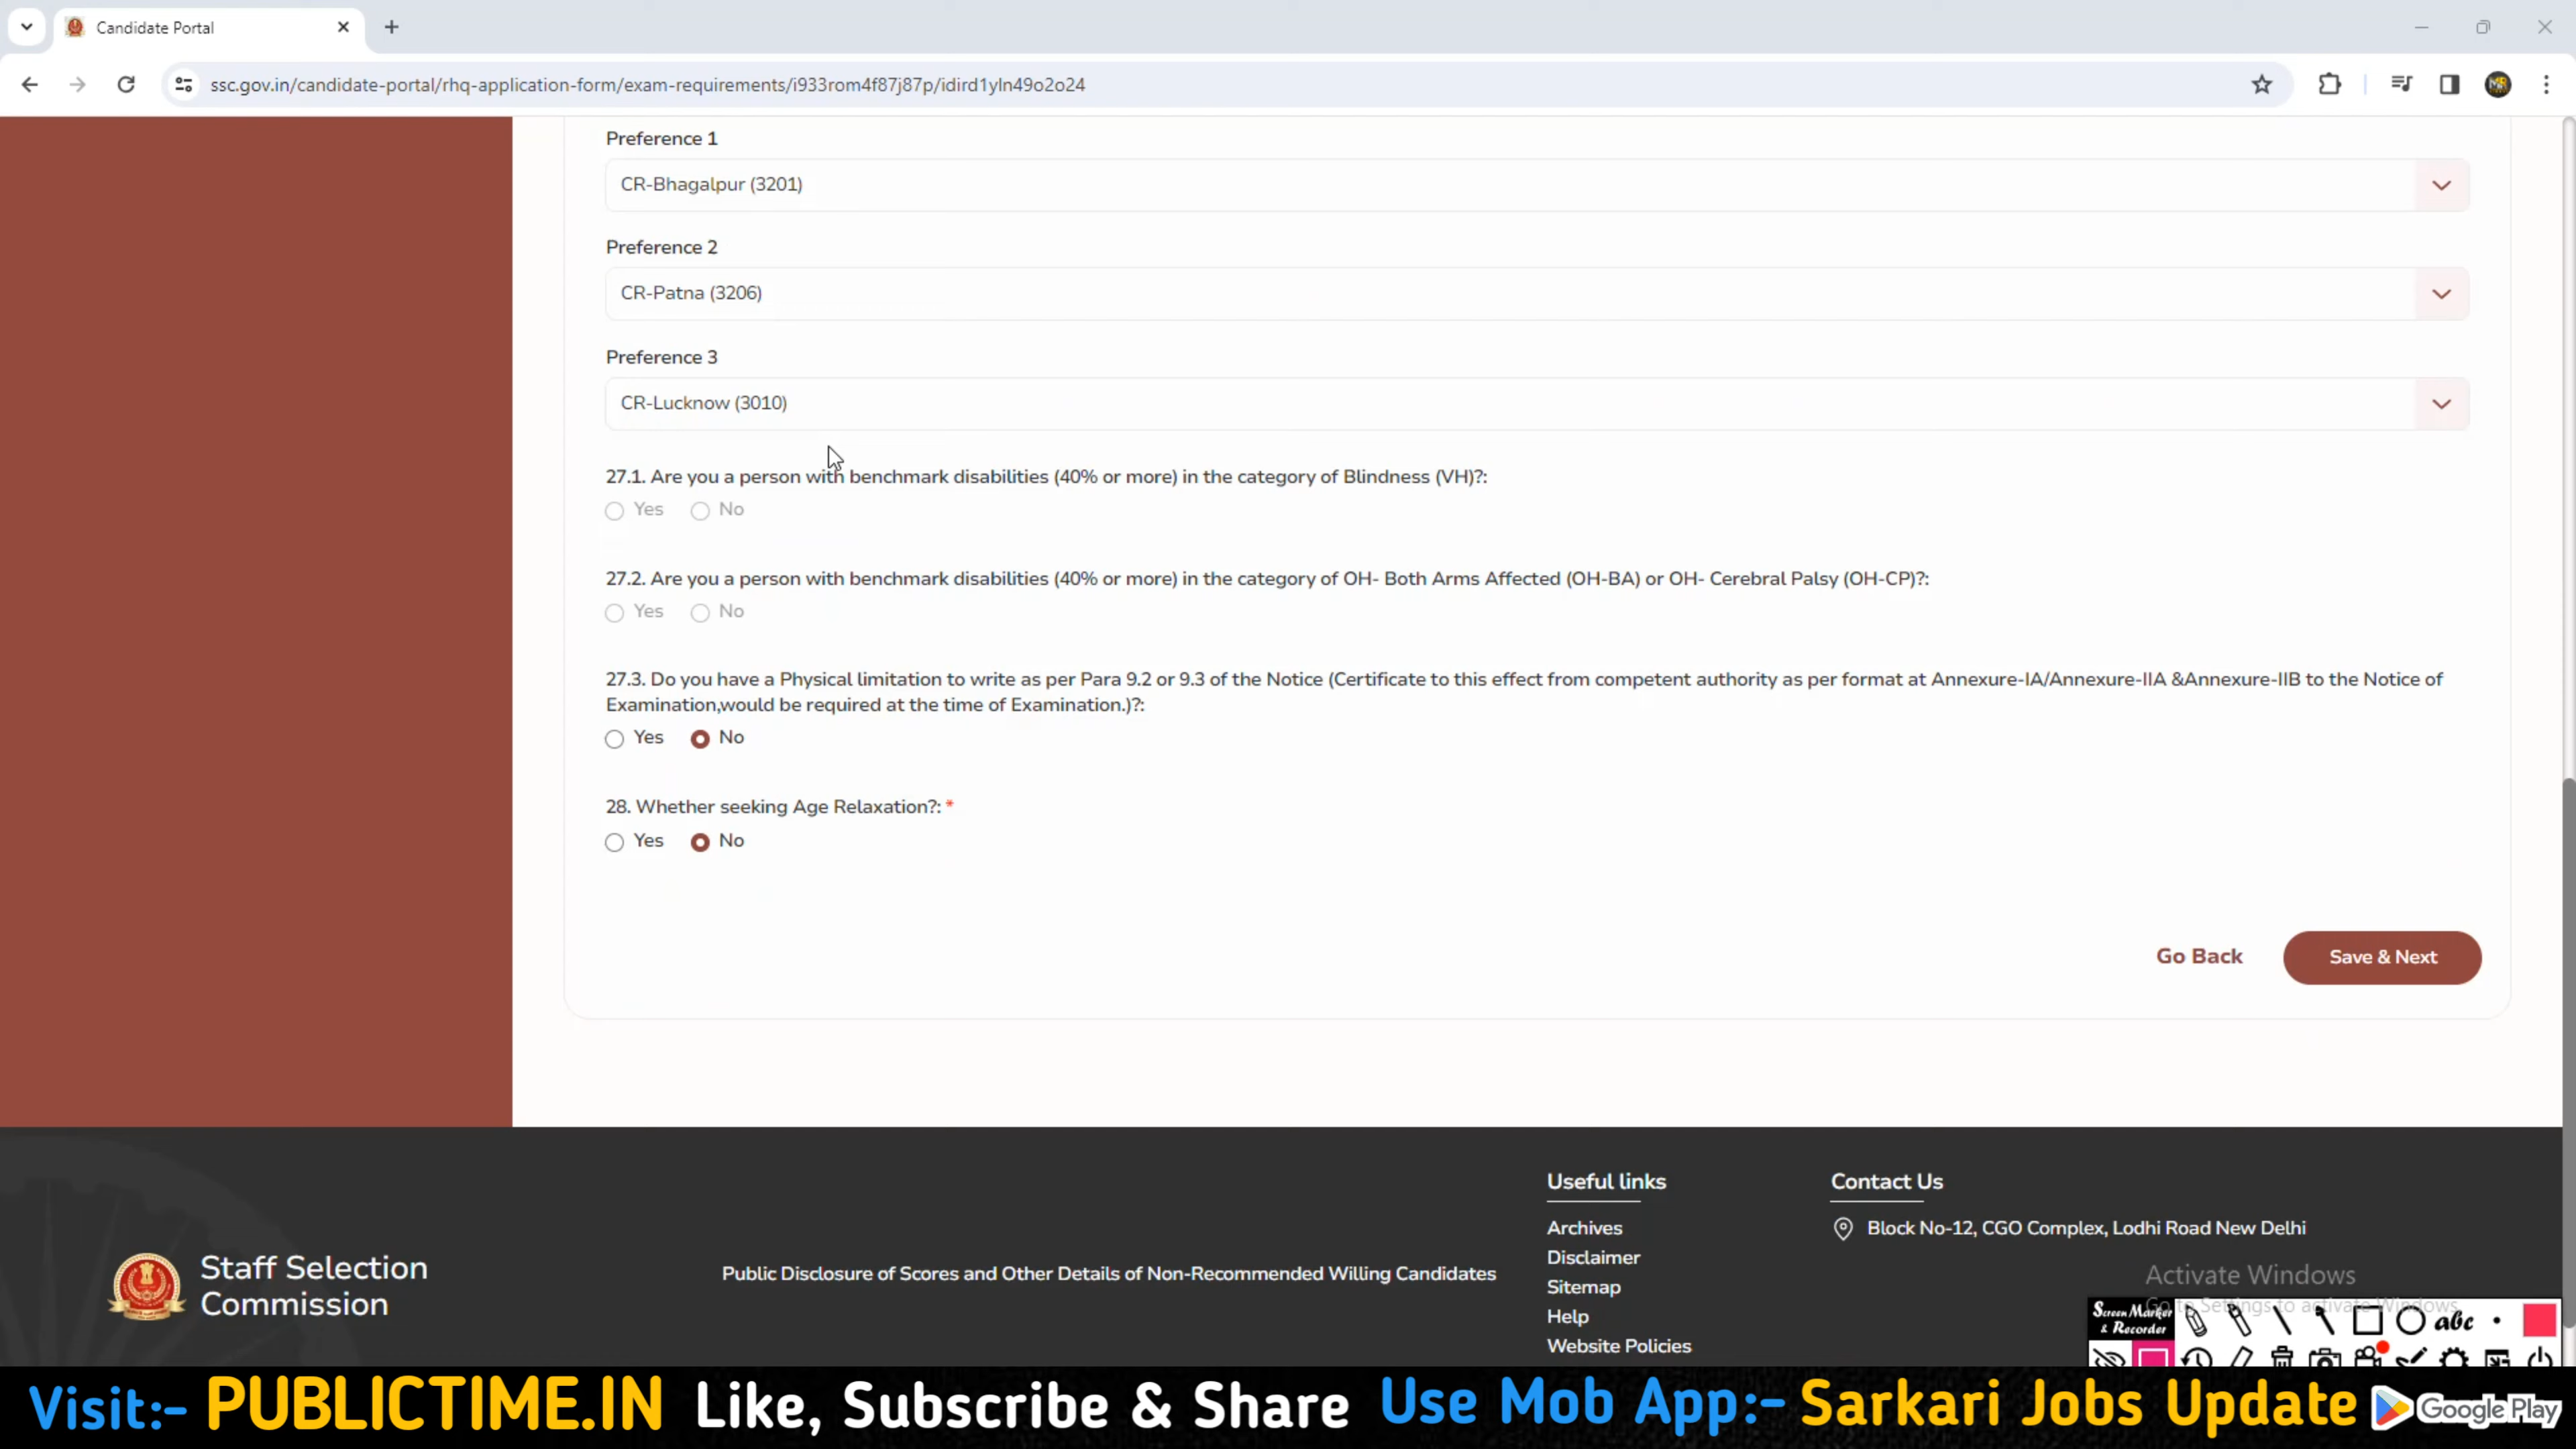 Candidate Portal
ssc.gov.in/candidate-portal/rhq-application-form/exam-requirements/i933rom4f87j87p/idird1yln49o2o24
Preference 1
CR-Bhagalpur (3201)
Preference 2
CR-Patna (3206)
Preference 3
CR-Lucknow (3010)
27.1. Are you a person with benchmark disabilities (40% or more) in the category of Blindness (VH)?:
Yes No
27.2. Are you a person with benchmark disabilities (40% or more) in the category of OH- Both Arms Affected (OH-BA) or OH- Cerebral Palsy (OH-CP)?:
Yes No
27.3. Do you have a Physical limitation to write as per Para 9.2 or 9.3 of the Notice (Certificate to this effect from competent authority as per format at Annexure-IA/Annexure-IIA &Annexure-IIB to the Notice of
Examination,would be required at the time of Examination.)?:
Yes No
28. Whether seeking Age Relaxation?: *
Yes No
Go Back Save & Next
Staff Selection
Commission
Public Disclosure of Scores and Other Details of Non-Recommended Willing Candidates
Useful links
Archives
Disclaimer
Sitemap
Help
Website Policies
Contact Us
Block No-12, CGO Complex, Lodhi Road New Delhi
Activate Windows
Go to Settings to activate Windows.
Screen Marker
& Recorder
abc
Visit:- PUBLICTIME.IN Like, Subscribe & Share Use Mob App:- Sarkari Jobs Update Google Play